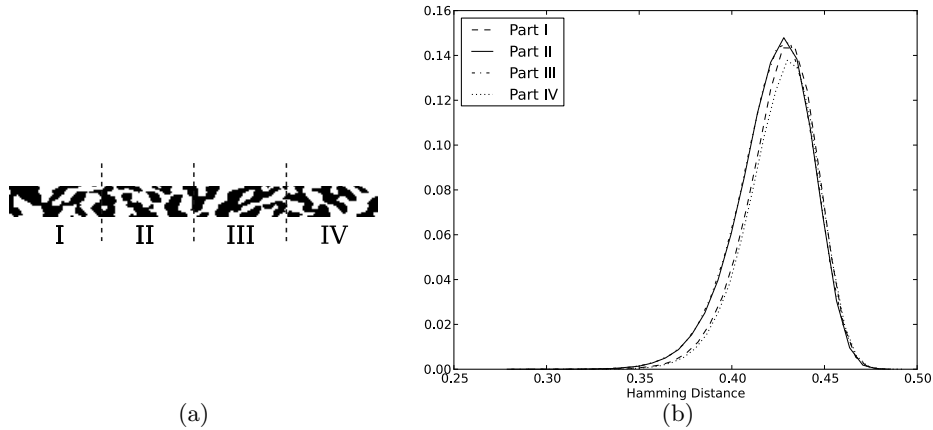 I II III IV
(a)
0.16
0.14
0.12
0.10
0.08
0.06
0.04
0.02
0.00
Part I
Part II
Part III
Part IV
0.25 0.30 0.35 0.40 0.45 0.50
Hamming Distance
(b)